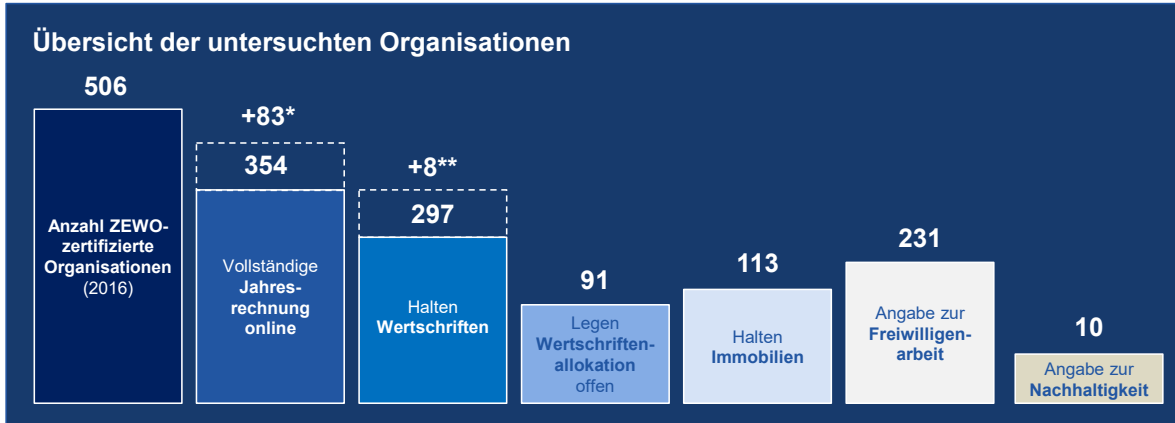 Übersicht der untersuchten Organisationen
506
Anzahl ZEWO-
zertifizierte
Organisationen
(2016)
+83*
354
Vollständige
Jahres-
rechnung
online
+8**
297
Halten
Wertschriften
91
Legen
Wertschriften-
allokation
offen
113
Halten
Immobilien
231
Angabe zur
Freiwilligen-
arbeit
10
Angabe zur
Nachhaltigkeit